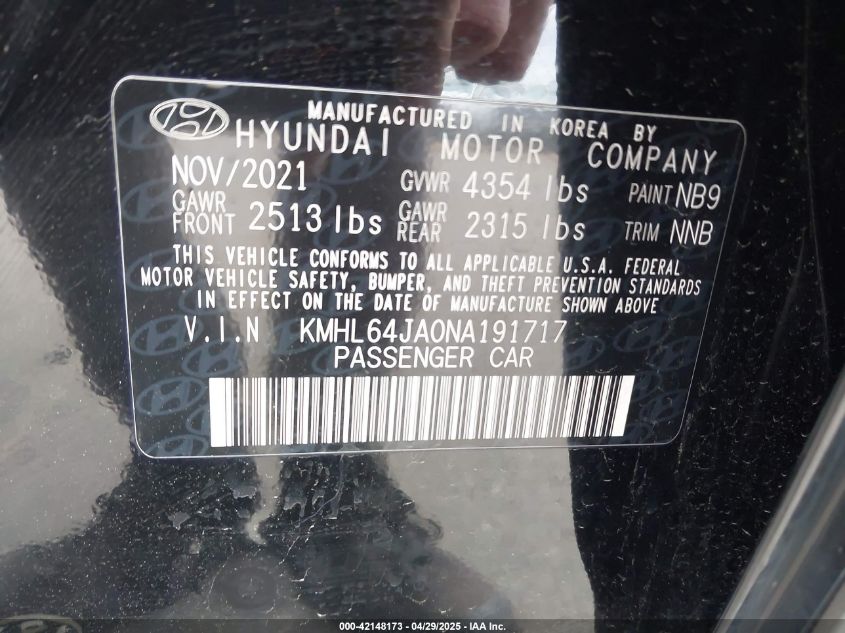 MANUFACTURED IN KOREA BY
HYUNDAI MOTOR COMPANY
NOV/2021 GVWR 4354 lbs PAINT NB9
GAWR FRONT 2513 lbs GAWR REAR 2315 lbs TRIM NNB
THIS VEHICLE CONFORMS TO ALL APPLICABLE U.S.A. FEDERAL
MOTOR VEHICLE SAFETY, BUMPER, AND THEFT PREVENTION STANDARDS
IN EFFECT ON THE DATE OF MANUFACTURE SHOWN ABOVE
V.I.N KMHL64JA0NA191717
PASSENGER CAR
000-42148173 - 04/29/2025 - IAA Inc.